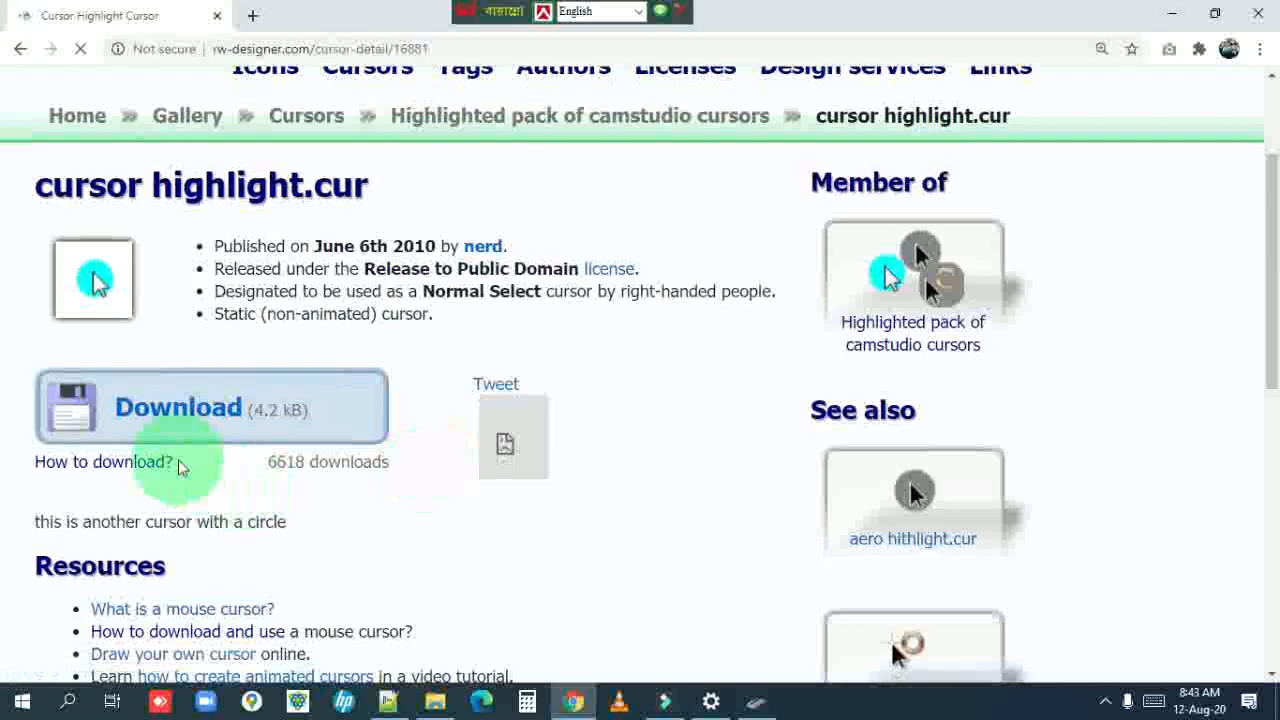 Cursor Highlight Cursor
বায়ান্নো
English
Not secure
rw-designer.com/cursor-detail/16881
Icons Cursors Tags Authors Licenses Design services Links
Home Gallery Cursors Highlighted pack of camstudio cursors cursor highlight.cur
cursor highlight.cur
Published on June 6th 2010 by nerd.
Released under the Release to Public Domain license.
Designated to be used as a Normal Select cursor by right-handed people.
Static (non-animated) cursor.
Download (4.2 kB)
How to download? 6618 downloads
Tweet
this is another cursor with a circle
Resources
What is a mouse cursor?
How to download and use a mouse cursor?
Draw your own cursor online.
Learn how to create animated cursors in a video tutorial.
Member of
Highlighted pack of
camstudio cursors
See also
aero hithlight.cur
8:43 AM
12-Aug-20